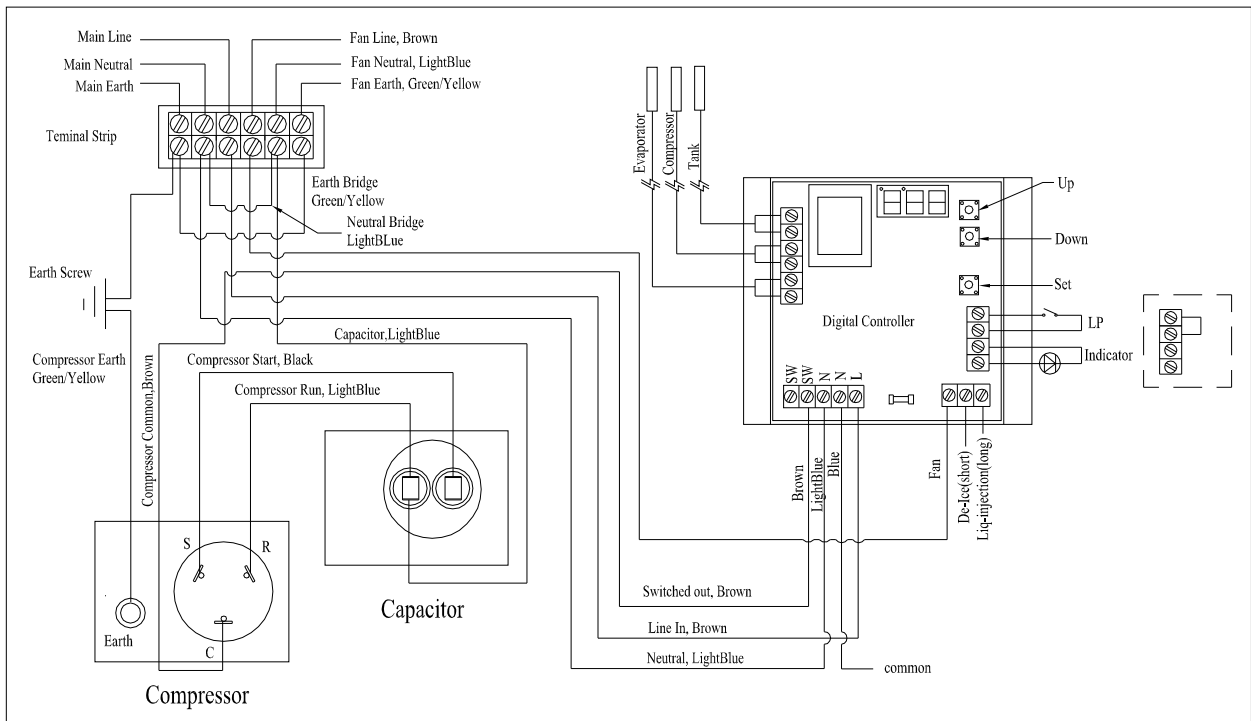 Main Line
Main Neutral
Main Earth
Fan Line, Brown
Fan Neutral, LightBlue
Fan Earth, Green/Yellow
Teminal Strip
Earth Bridge
Green/Yellow
Neutral Bridge
LightBLue
Earth Screw
Compressor Earth
Green/Yellow
Compressor Common,Brown
Capacitor,LightBlue
Compressor Start, Black
Compressor Run, LightBlue
S
R
C
Earth
Compressor
Capacitor
Evaporator
Compressor
Tank
Up
Down
Set
Digital Controller
LP
Indicator
SW
SW
N
N
L
Brown
LightBlue
Blue
Fan
De-Ice(short)
Liq-injection(long)
Switched out, Brown
Line In, Brown
Neutral, LightBlue
common